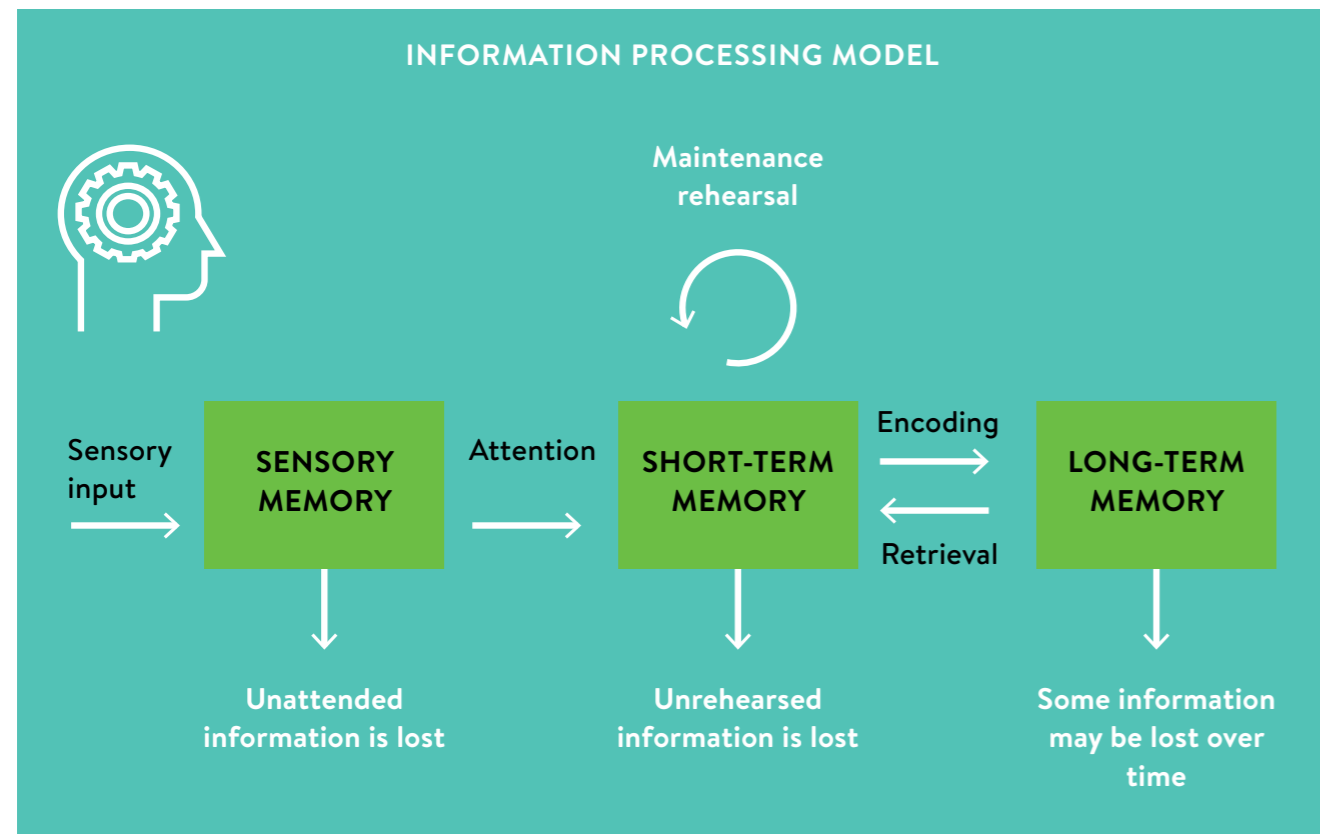 INFORMATION PROCESSING MODEL
Maintenance
rehearsal
Sensory
input
SENSORY
MEMORY
Attention
SHORT-TERM
MEMORY
Encoding
Retrieval
LONG-TERM
MEMORY
Unattended
information is lost
Unrehearsed
information is lost
Some information
may be lost over
time